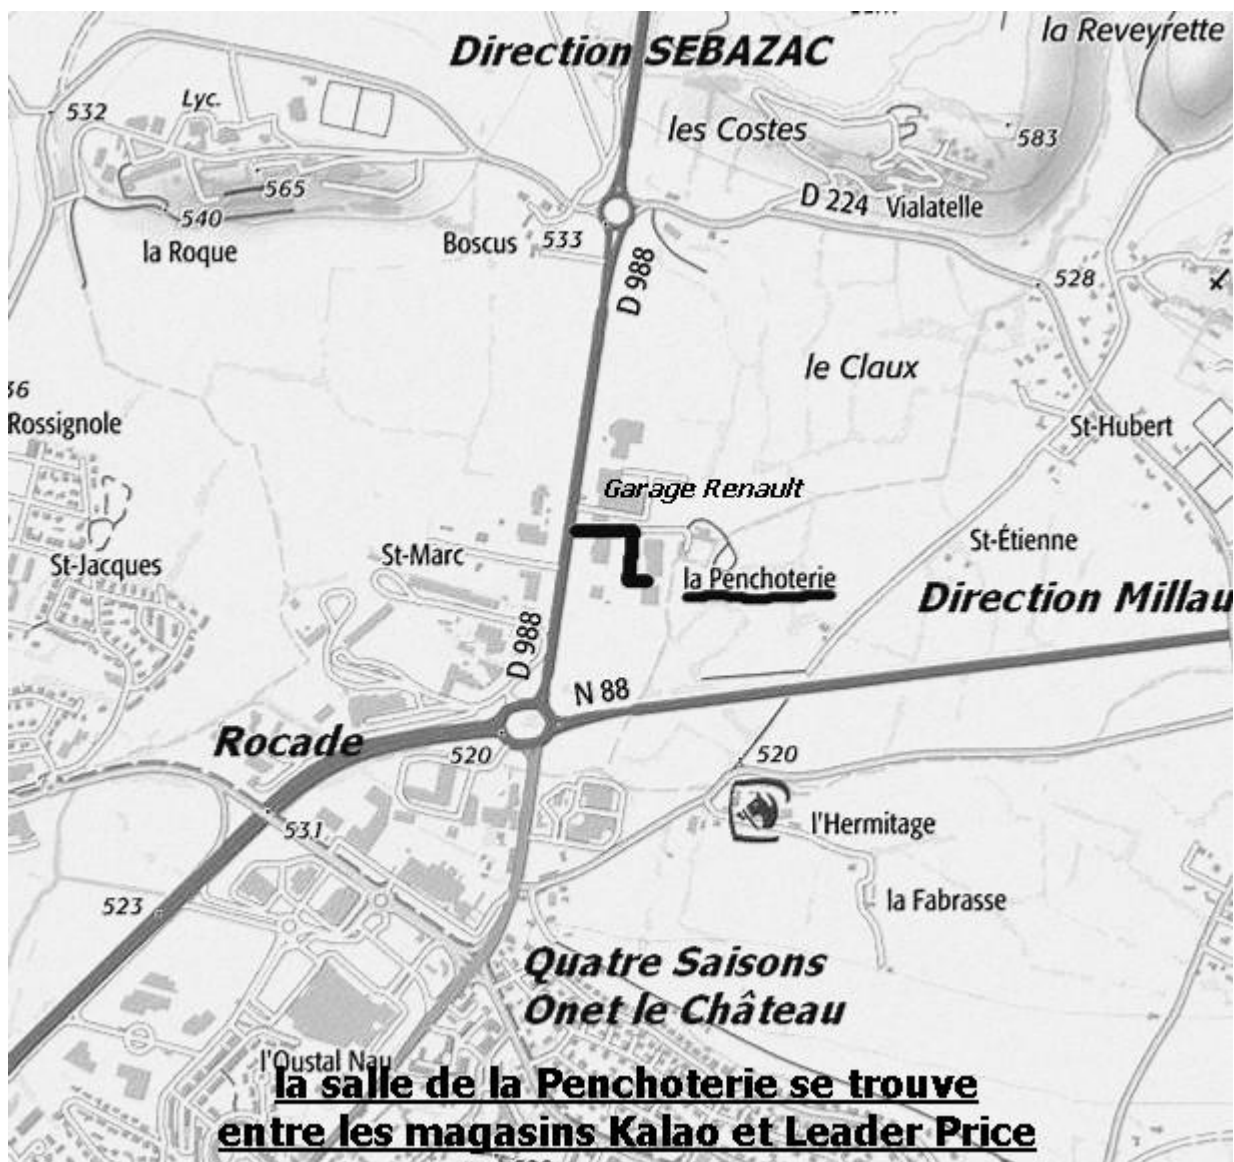 la Reveyrette
Direction SEBAZAC
Lyc.
532
les Costes
583
565
540
la Roque
Boscus
533
D 224
Vialatelle
D 988
528
le Claux
36
Rossignole
St-Hubert
Garage Renault
St-Marc
St-Étienne
St-Jacques
la Penchoterie
Direction Millau
D 988
N 88
Rocade
520
520
531
l'Hermitage
523
la Fabrasse
Quatre Saisons
Onet le Château
l'Oustal Nau
la salle de la Penchoterie se trouve
entre les magasins Kalao et Leader Price